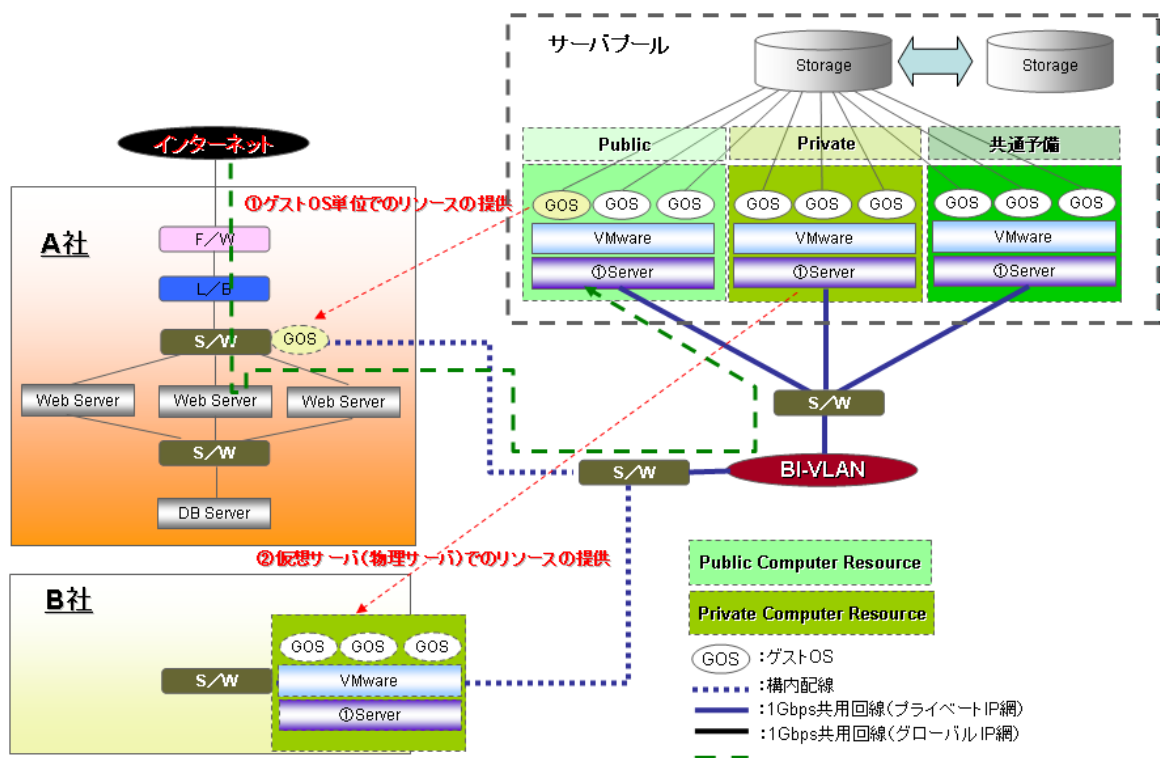 サーバプール
Storage
Storage
Public
Private
共通予備
GOS
GOS
GOS
GOS
GOS
GOS
GOS
GOS
GOS
VMware
VMware
VMware
①Server
①Server
①Server
インターネット
①ゲストOS単位でのリソースの提供
A社
F/W
L/B
S/W
GOS
Web Server
Web Server
Web Server
S/W
DB Server
S/W
S/W
BI-VLAN
②仮想サーバ(物理サーバ)でのリソースの提供
B社
GOS
GOS
GOS
S/W
VMware
①Server
Public Computer Resource
Private Computer Resource
GOS
:ゲストOS
:構内配線
:1Gbps共用回線(プライベートIP網)
:1Gbps共用回線(グローバルIP網)